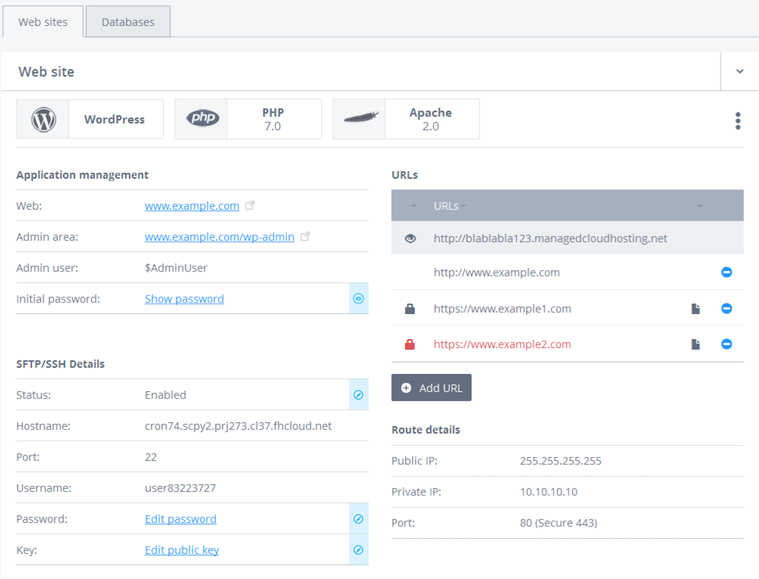 Web sites
Databases
Web site
WordPress
php
PHP
7.0
Apache
2.0
Application management
Web: www.example.com
Admin area: www.example.com/wp-admin
Admin user: $AdminUser
Initial password: Show password
SFTP/SSH Details
Status: Enabled
Hostname: cron74.scpy2.prj273.cl37.fhcloud.net
Port: 22
Username: user83223727
Password: Edit password
Key: Edit public key
URLs
URLs
http://blablabla123.managedcloudhosting.net
http://www.example.com
https://www.example1.com
https://www.example2.com
Add URL
Route details
Public IP: 255.255.255.255
Private IP: 10.10.10.10
Port: 80 (Secure 443)